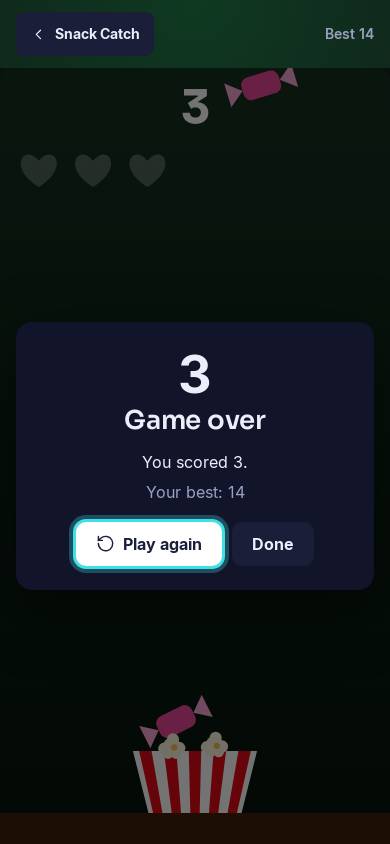 Snack Catch
Best 14
3
3
Game over
You scored 3.
Your best: 14
Play again
Done